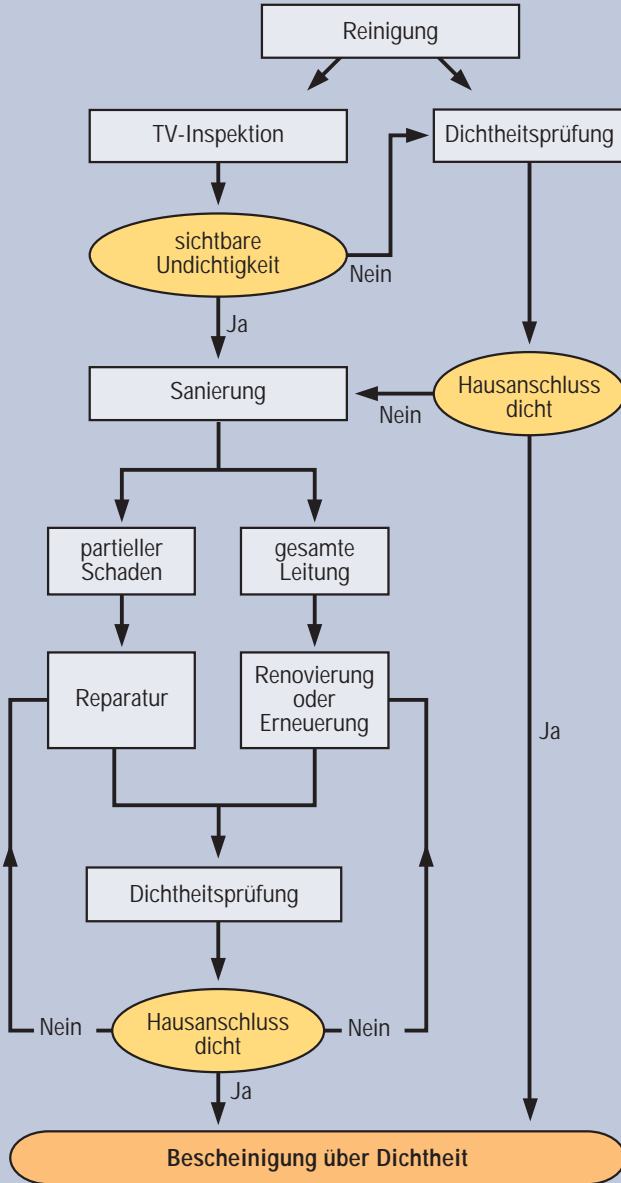 Reinigung
TV-Inspektion
Dichtheitsprüfung
sichtbare
Undichtigkeit
Nein
Ja
Sanierung
Nein
Hausanschluss
dicht
partieller
Schaden
gesamte
Leitung
Reparatur
Renovierung
oder
Erneuerung
Ja
Dichtheitsprüfung
Nein
Hausanschluss
dicht
Nein
Ja
Bescheinigung über Dichtheit